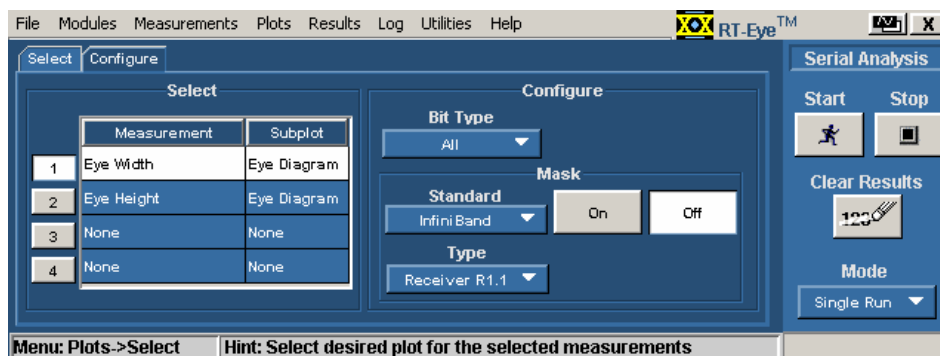 File Modules Measurements Plots Results Log Utilities Help
RT-Eye™
X
Select Configure
Serial Analysis
Select
Configure
Start Stop
Bit Type
All
Measurement Subplot
1 Eye Width Eye Diagram
2 Eye Height Eye Diagram
3 None None
4 None None
Mask
Standard
InfiniBand
On Off
Type
Receiver R1.1
Clear Results
123
Mode
Single Run
Menu: Plots->Select
Hint: Select desired plot for the selected measurements